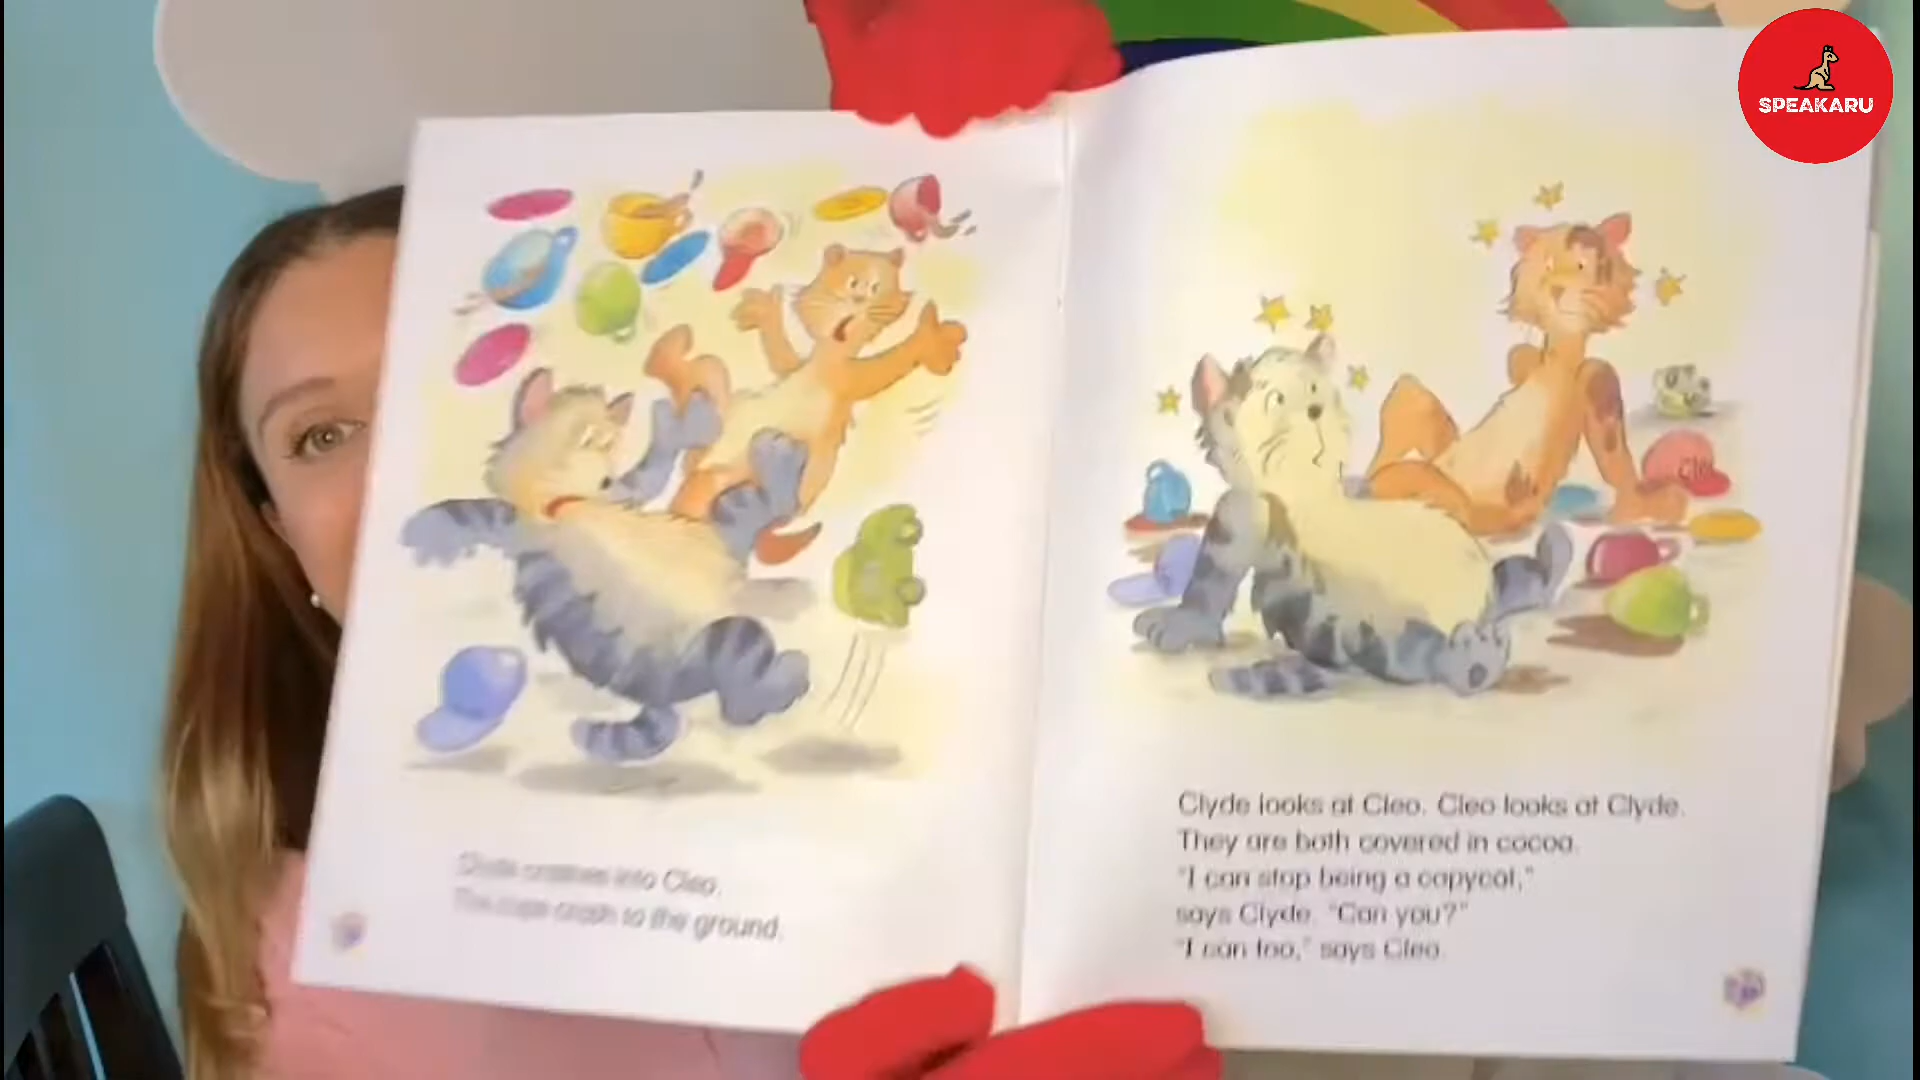 SPEAKARU
Clyde crashes into Cleo.
The cups crash to the ground.
Clyde looks at Cleo. Cleo looks at Clyde.
They are both covered in cocoa.
"I can stop being a copycat,"
says Clyde. "Can you?"
"I can too," says Cleo.